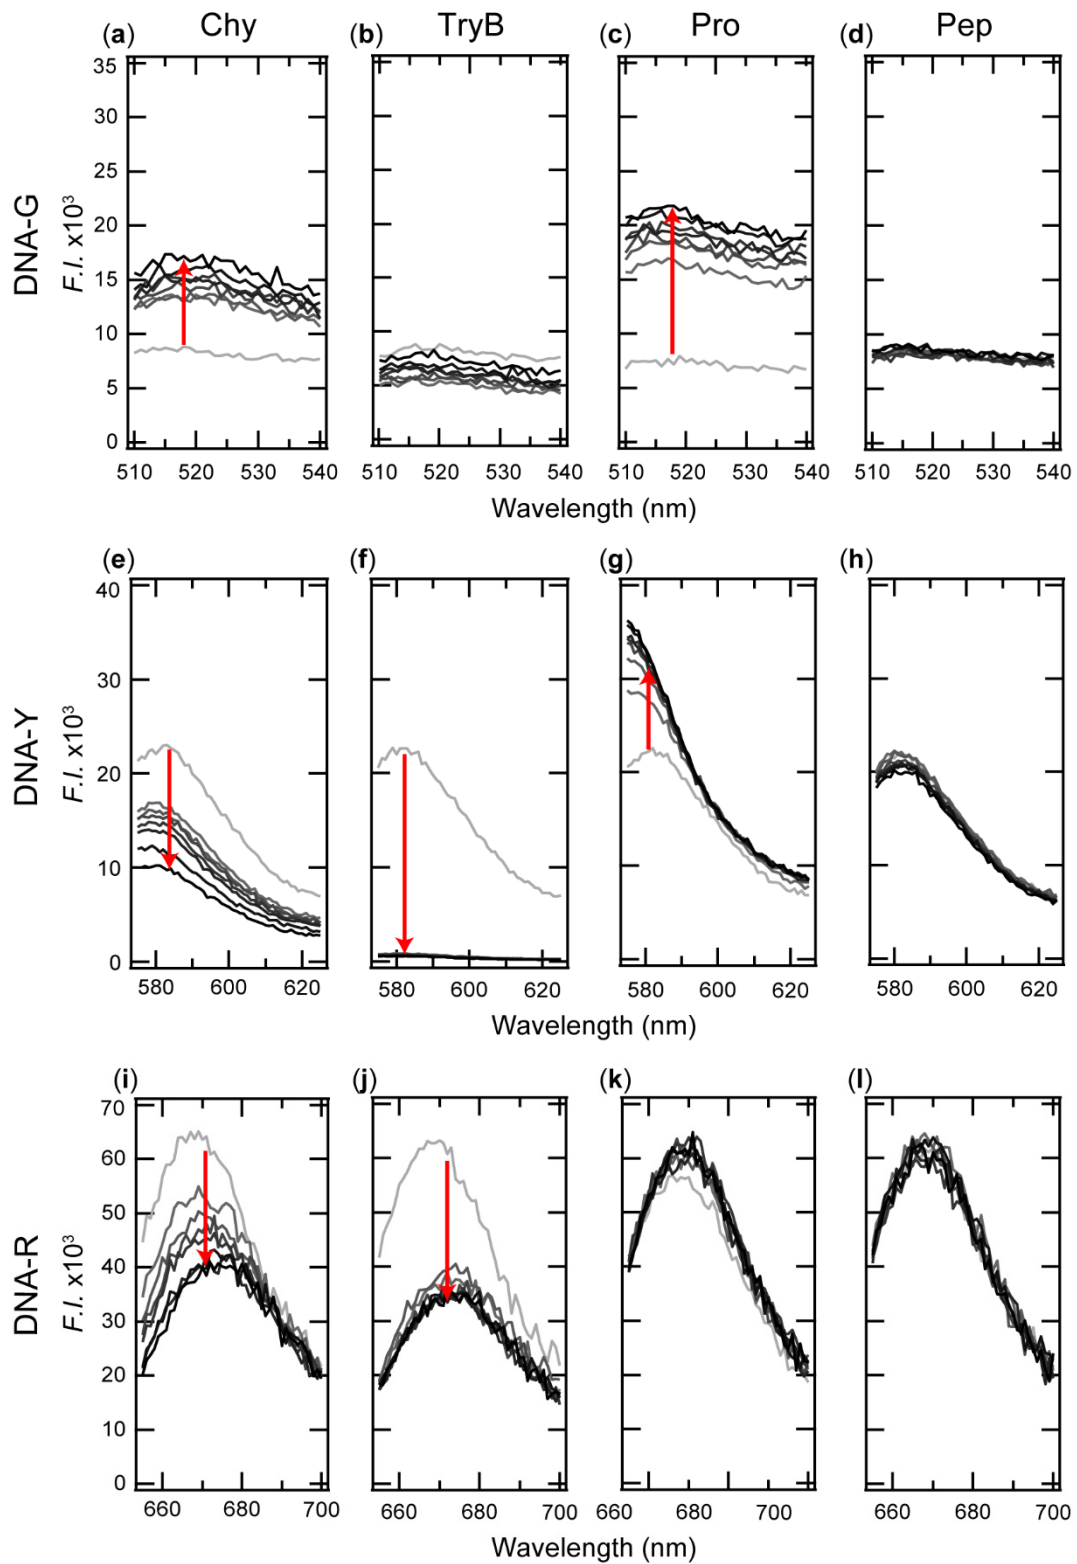 (a) Chy (b) TryB (c) Pro (d) Pep
DNA-G
F.I. x10³
35
30
25
20
15
10
5
0
510 520 530 540 510 520 530 540 510 520 530 540 510 520 530 540
Wavelength (nm)
(e) (f) (g) (h)
DNA-Y
F.I. x10³
40
30
20
10
0
580 600 620 580 600 620 580 600 620 580 600 620
Wavelength (nm)
(i) (j) (k) (l)
DNA-R
F.I. x10³
70
60
50
40
30
20
10
0
660 680 700 660 680 700 660 680 700 660 680 700
Wavelength (nm)